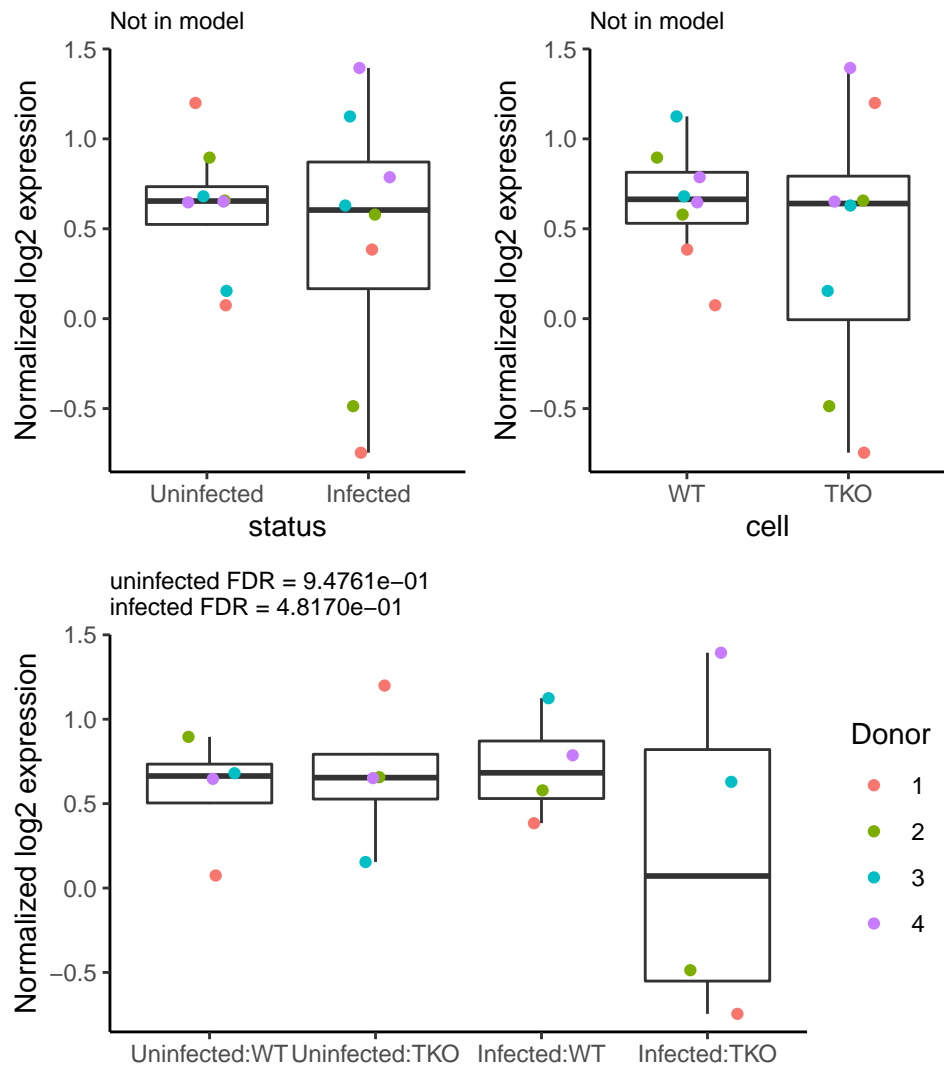 Not in model
Normalized log2 expression
1.5
1.0
0.5
0.0
−0.5
Uninfected Infected
status
Not in model
Normalized log2 expression
1.5
1.0
0.5
0.0
−0.5
WT TKO
cell
uninfected FDR = 9.4761e−01
infected FDR = 4.8170e−01
Normalized log2 expression
1.5
1.0
0.5
0.0
−0.5
Uninfected:WT Uninfected:TKO Infected:WT Infected:TKO
Donor
1
2
3
4